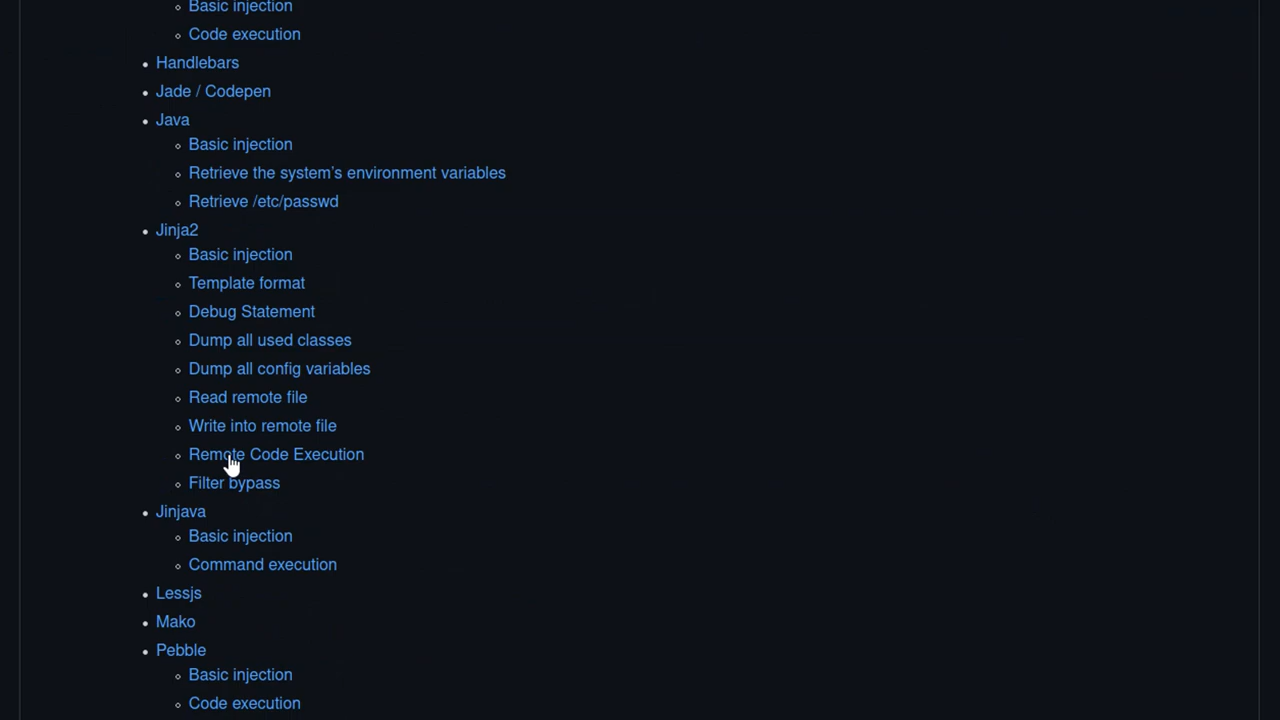 Basic injection
Code execution
Handlebars
Jade / Codepen
Java
Basic injection
Retrieve the system's environment variables
Retrieve /etc/passwd
Jinja2
Basic injection
Template format
Debug Statement
Dump all used classes
Dump all config variables
Read remote file
Write into remote file
Remote Code Execution
Filter bypass
Jinjava
Basic injection
Command execution
Lessjs
Mako
Pebble
Basic injection
Code execution